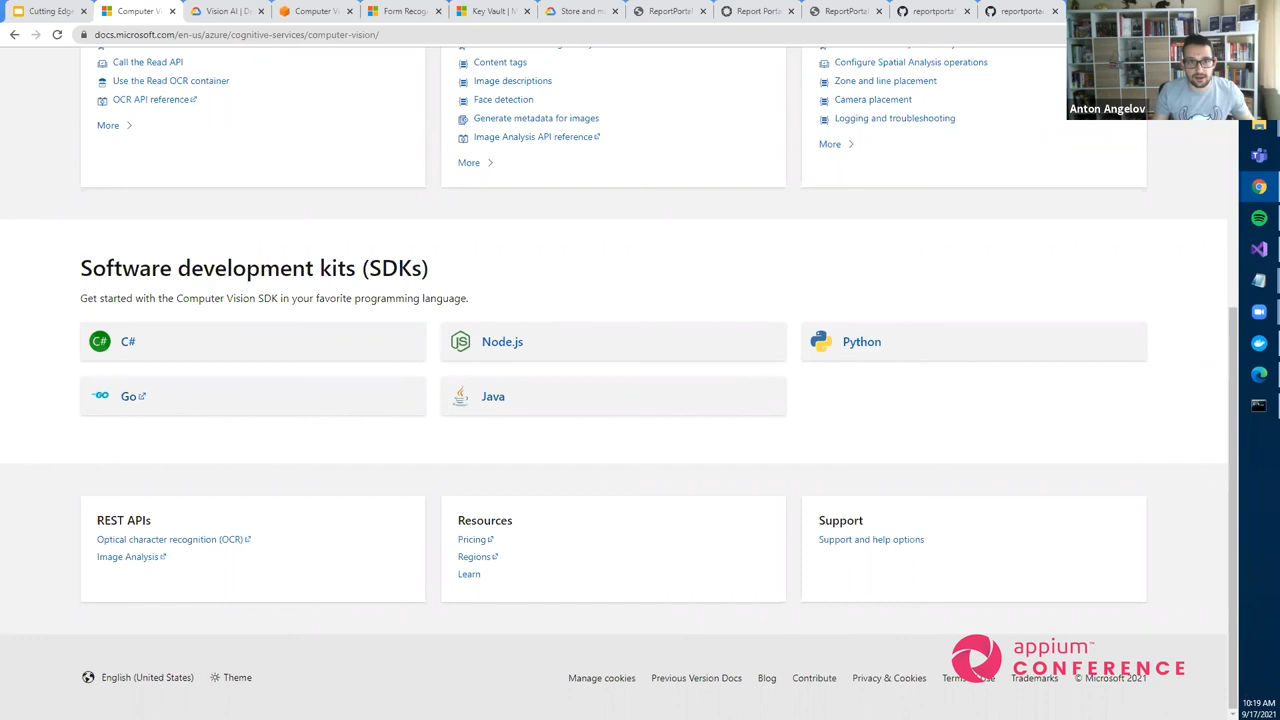 Cutting Edge
Computer Vi
Vision AI | D
Computer Vi
Form Recog
Key Vault | M
Store and m
ReportPortal
Report Porta
ReportPortal
reportportal
reportporta
docs.microsoft.com/en-us/azure/cognitive-services/computer-vision/
Call the Read API
Use the Read OCR container
OCR API reference
More
Content tags
Image descriptions
Face detection
Generate metadata for images
Image Analysis API reference
More
Configure Spatial Analysis operations
Zone and line placement
Camera placement
Logging and troubleshooting
More
Anton Angelov
Software development kits (SDKs)
Get started with the Computer Vision SDK in your favorite programming language.
C# C#
JS Node.js
Python
GO Go
Java
REST APIs
Optical character recognition (OCR)
Image Analysis
Resources
Pricing
Regions
Learn
Support
Support and help options
appium™
CONFERENCE
English (United States)
Theme
Manage cookies
Previous Version Docs
Blog
Contribute
Privacy & Cookies
Trademarks
© Microsoft 2021
10:19 AM
9/17/2021